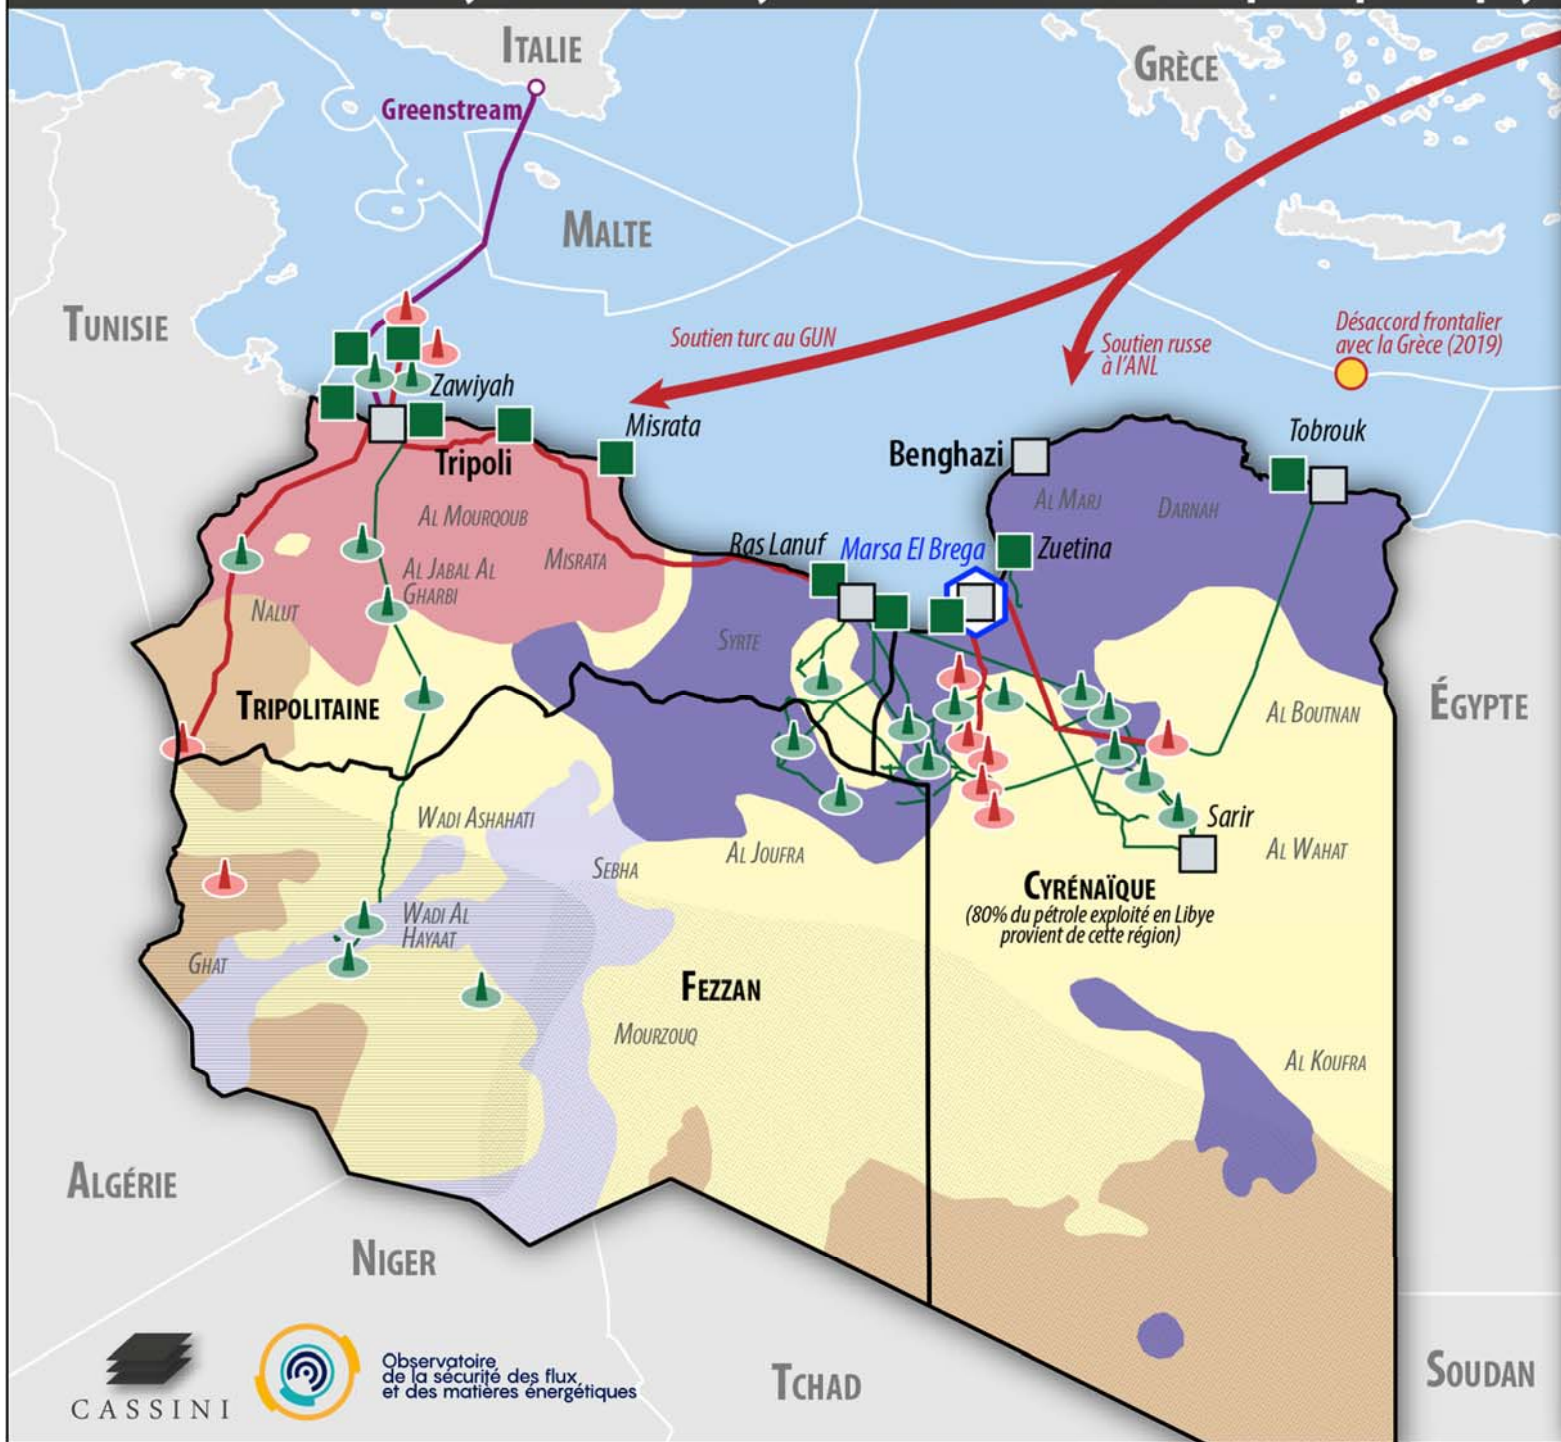 ITALIE
GRÈCE
Greenstream
MALTE
TUNISIE
Soutien turc au GUN
Soutien russe
à l'ANL
Désaccord frontalier
avec la Grèce (2019)
Zawiyah
Misrata
Tobrouk
Benghazi
Tripoli
AL MARJ
DARNAH
AL MOURQOUB
Ras Lanuf
Marsa El Brega
Zuetina
MISRATA
AL JABAL AL
GHARBI
NALUT
SYRTE
TRIPOLITAINE
ÉGYPTE
AL BOUTNAN
WADI ASHAHATI
Sarir
AL JOUFRA
AL WAHAT
SEBHA
CYRÉNAÏQUE
(80% du pétrole exploité en Libye
provient de cette région)
WADI AL
HAYAAT
GHAT
FEZZAN
MOURZOUQ
AL KOUFRA
ALGÉRIE
NIGER
TCHAD
SOUDAN
CASSINI
Observatoire
de la sécurité des flux
et des matières énergétiques